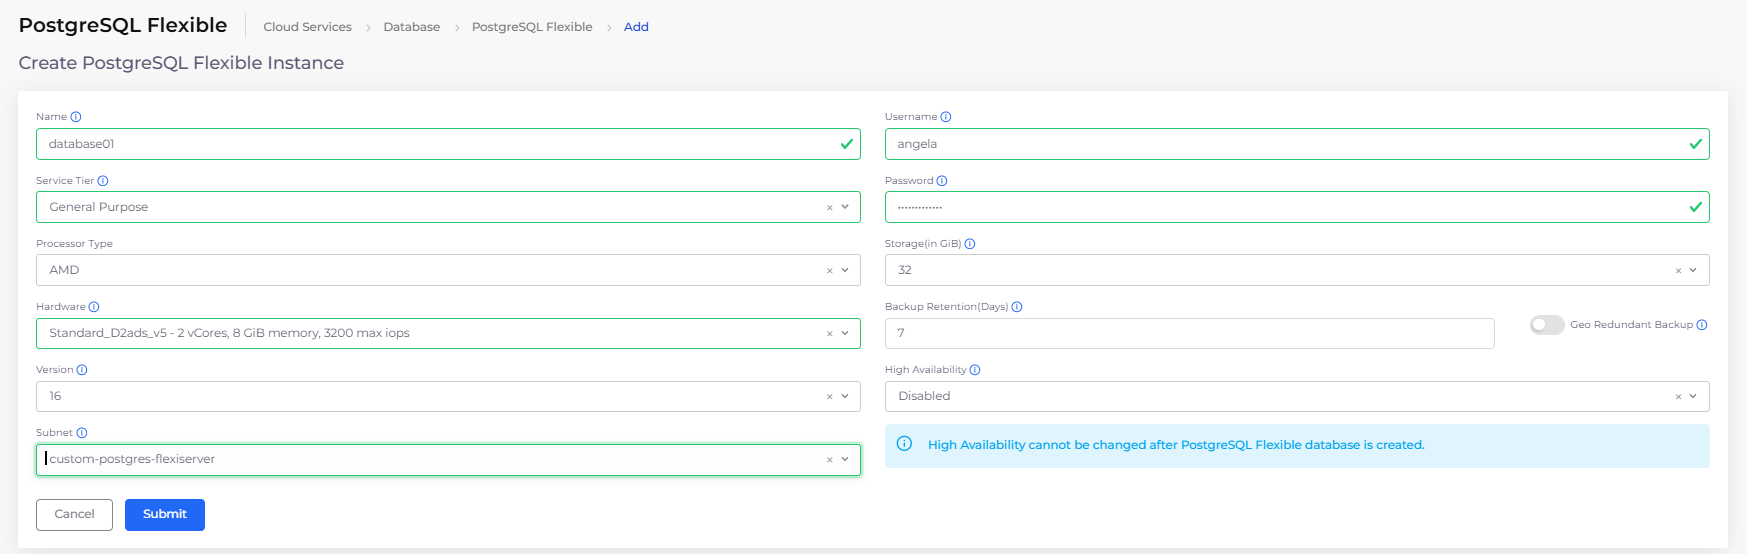 PostgreSQL Flexible
Cloud Services > Database > PostgreSQL Flexible > Add
Create PostgreSQL Flexible Instance
Name
database01
Username
angela
Service Tier
General Purpose
Password
•••••••••••••
Processor Type
AMD
Storage(in GiB)
32
Hardware
Standard_D2ads_v5 - 2 vCores, 8 GiB memory, 3200 max iops
Backup Retention(Days)
7
Geo Redundant Backup
Version
16
High Availability
Disabled
Subnet
custom-postgres-flexiserver
High Availability cannot be changed after PostgreSQL Flexible database is created.
Cancel
Submit